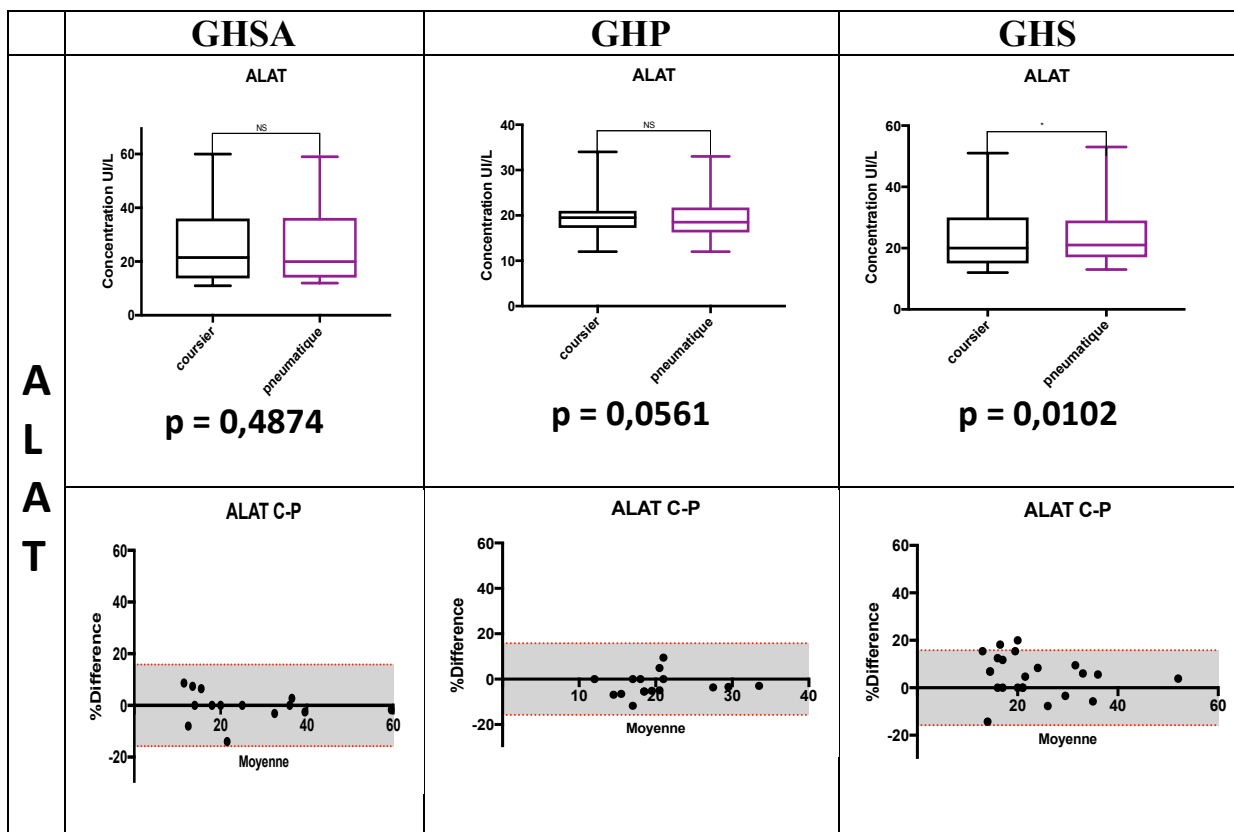 GHSA GHP GHS
A
L
A
T
ALAT
Concentration UI/L
60
40
20
0
NS
coursier
pneumatique
p = 0,4874
ALAT
Concentration UI/L
40
30
20
10
0
NS
coursier
pneumatique
p = 0,0561
ALAT
Concentration UI/L
60
40
20
0
*
coursier
pneumatique
p = 0,0102
ALAT C-P
%Difference
60
40
20
0
-20
20 40 60
Moyenne
ALAT C-P
%Difference
60
40
20
0
-20
10 20 30 40
Moyenne
ALAT C-P
%Difference
60
40
20
0
-20
20 40 60
Moyenne